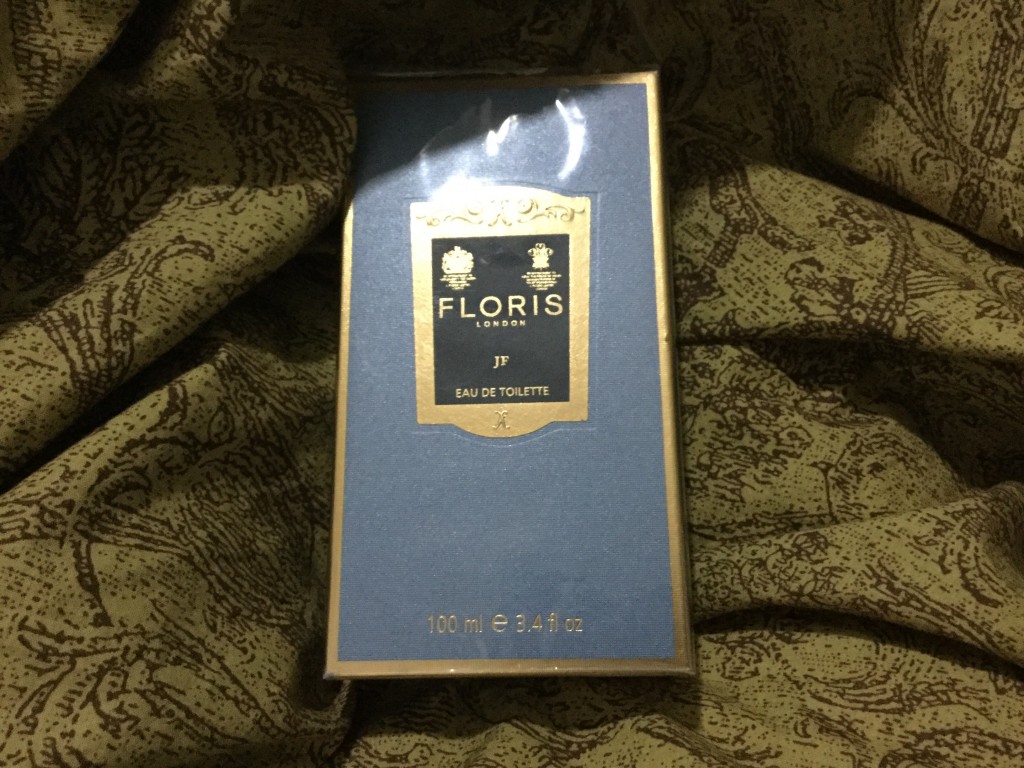 FLORIS
LONDON
JF
EAU DE TOILETTE
100 ml ℮ 3.4 fl oz